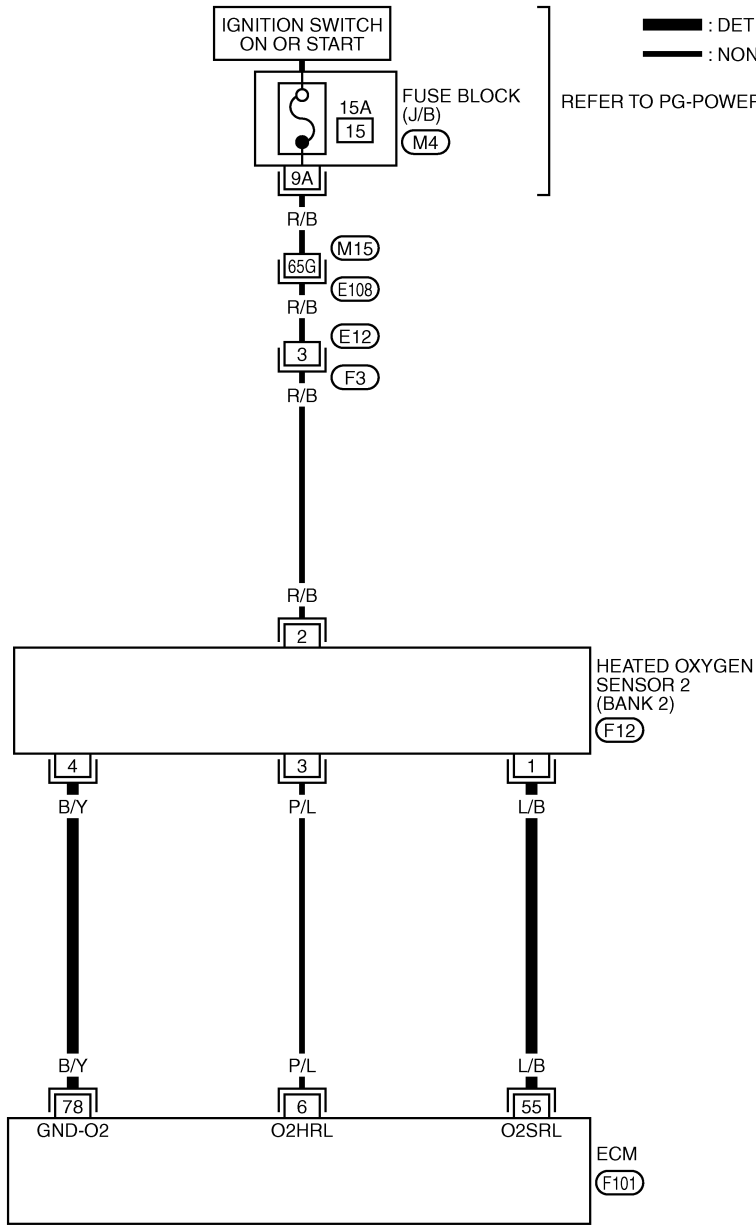 IGNITION SWITCH
ON OR START
: DET
: NON
FUSE BLOCK
(J/B)
M4
15A
15
REFER TO PG-POWER
9A
R/B
M15
65G
E108
R/B
E12
3
F3
R/B
R/B
2
HEATED OXYGEN
SENSOR 2
(BANK 2)
F12
4 3 1
B/Y P/L L/B
B/Y P/L L/B
78 6 55
GND-O2 O2HRL O2SRL
ECM
F101